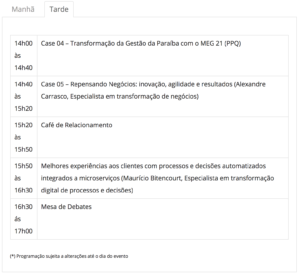 Manhã Tarde
14h00 Case 04 – Transformação da Gestão da Paraíba com o MEG 21 (PPQ)
às
14h40
14h40 Case 05 – Repensando Negócios: inovação, agilidade e resultados (Alexandre
às Carrasco, Especialista em transformação de negócios)
15h20
15h20 Café de Relacionamento
às
15h50
15h50 Melhores experiências aos clientes com processos e decisões automatizados
às integrados a microserviços (Maurício Bitencourt, Especialista em transformação
16h30 digital de processos e decisões)
16h30 Mesa de Debates
às
17h00
(*) Programação sujeita a alterações até o dia do evento